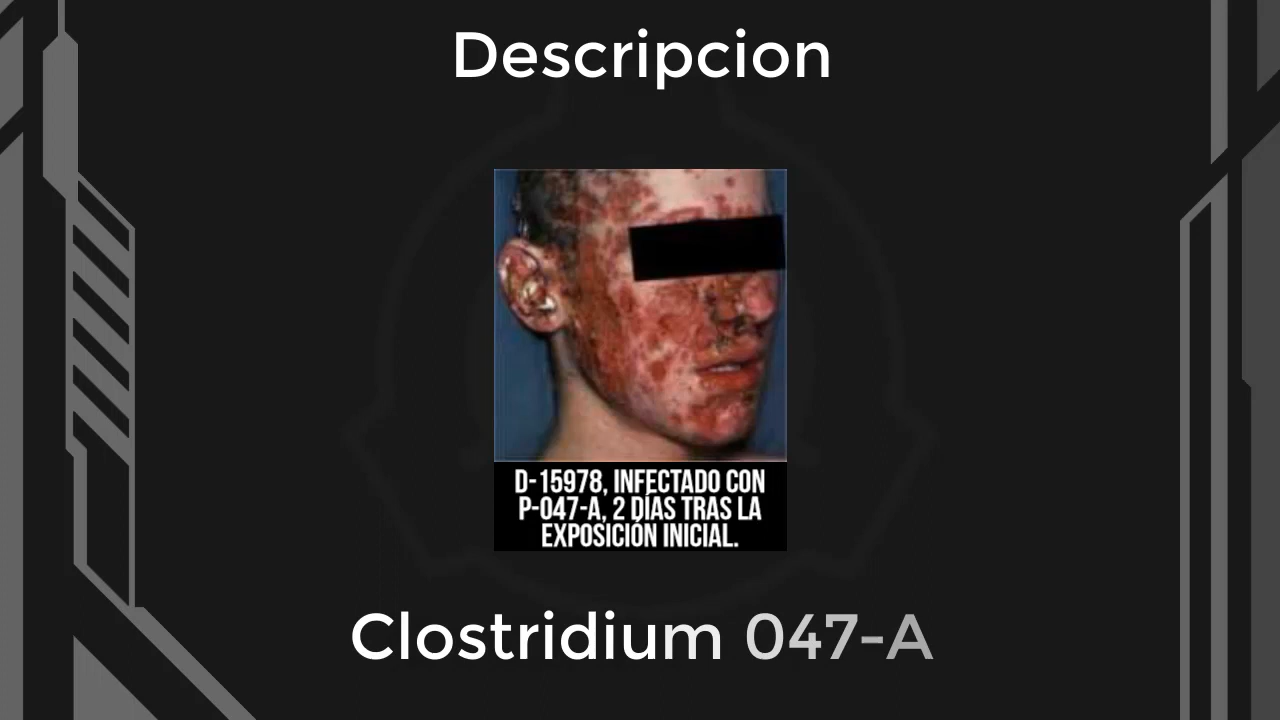 Descripcion
D-15978, INFECTADO CON
P-047-A, 2 DÍAS TRAS LA
EXPOSICIÓN INICIAL.
Clostridium 047-A